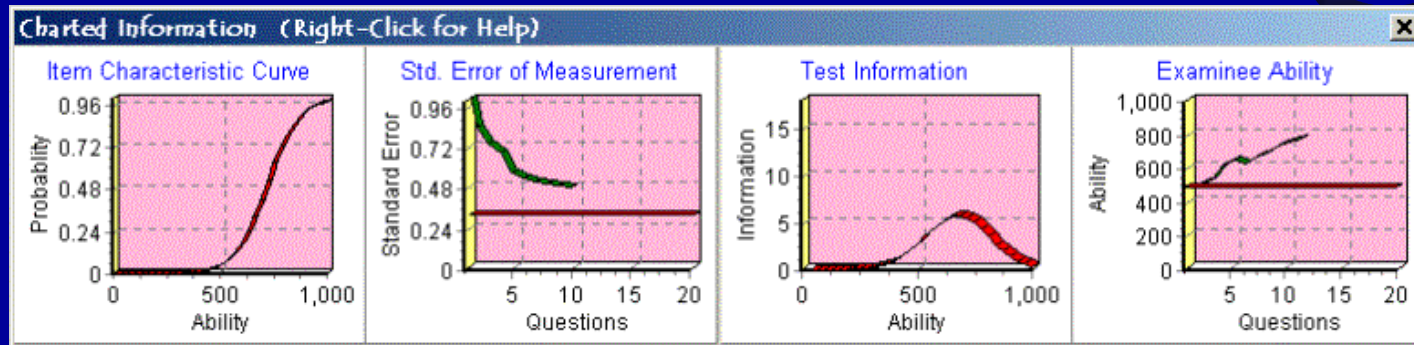 Charted Information (Right-Click for Help)
Item Characteristic Curve
Probablity
0.96
0.72
0.48
0.24
0
0 500 1,000
Ability
Std. Error of Measurement
Standard Error
0.96
0.72
0.48
0.24
0
5 10 15 20
Questions
Test Information
Information
15
10
5
0
0 500 1,000
Ability
Examinee Ability
Ability
1,000
800
600
400
200
0
5 10 15 20
Questions